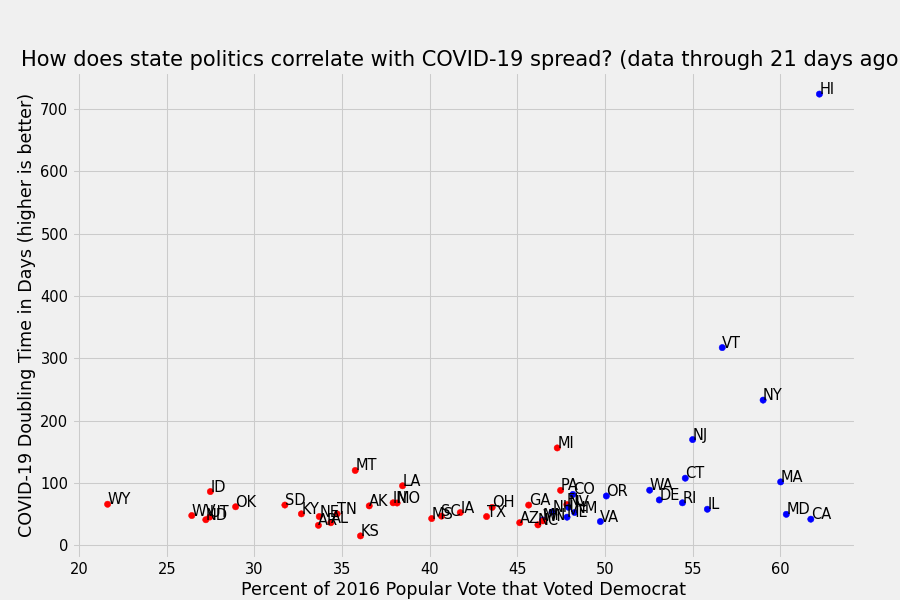 How does state politics correlate with COVID-19 spread? (data through 21 days ago
COVID-19 Doubling Time in Days (higher is better)
700
600
500
400
300
200
100
0
HI
VT
NY
NJ
MI
MT
CT
LA
MA
ID
PA
CO
WA
OR
WY
SD
OK
AK
MO
OH
GA
NV
DE
RI
IL
KY
NE
TN
SC
IA
TX
MS
AZ
NC
VA
MD
CA
KS
20
25
30
35
40
45
50
55
60
Percent of 2016 Popular Vote that Voted Democrat